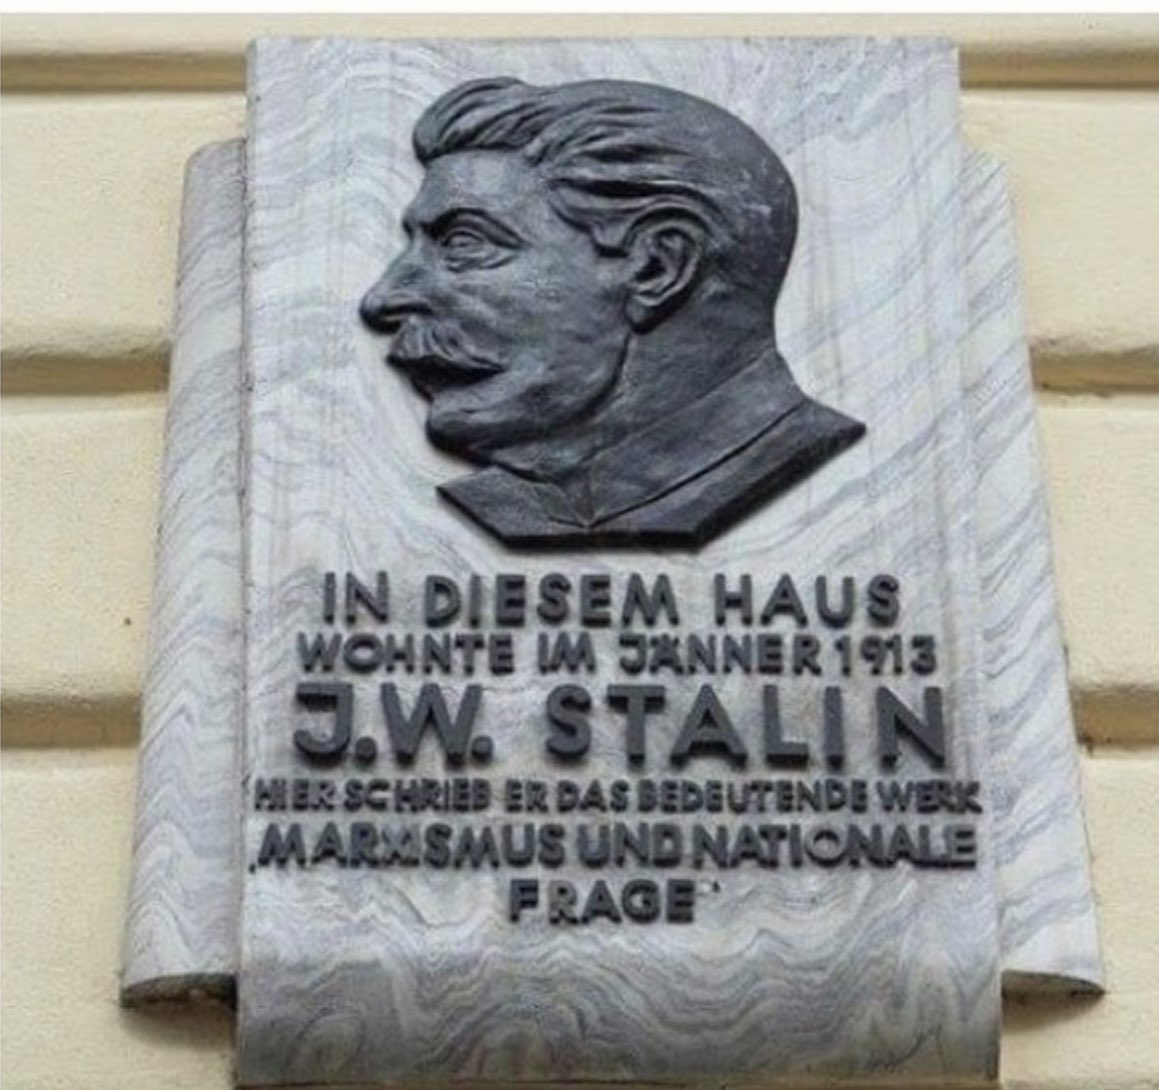 IN DIESEM HAUS
WOHNTE IM JÄNNER 1913
J.W. STALIN
HIER SCHRIEB ER DAS BEDEUTENDE WERK
„MARXISMUS UND NATIONALE
FRAGE“